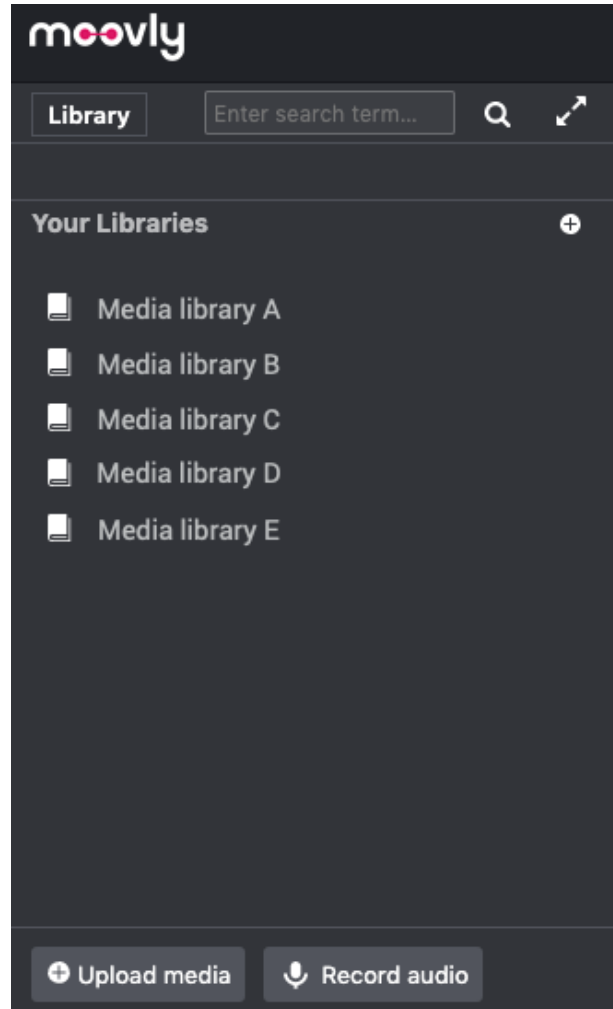 moovly
Library
Enter search term...
Your Libraries
Media library A
Media library B
Media library C
Media library D
Media library E
Upload media
Record audio